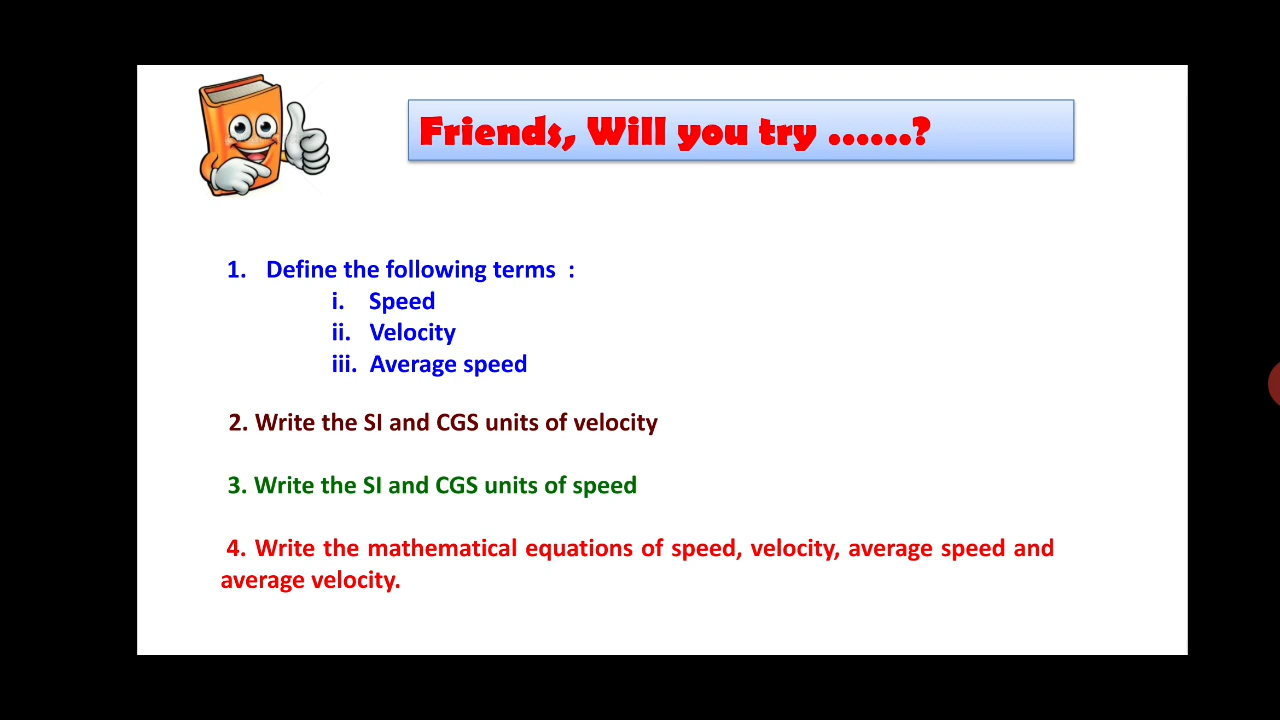 Friends, Will you try ......?
1. Define the following terms :
i. Speed
ii. Velocity
iii. Average speed
2. Write the SI and CGS units of velocity
3. Write the SI and CGS units of speed
4. Write the mathematical equations of speed, velocity, average speed and
average velocity.